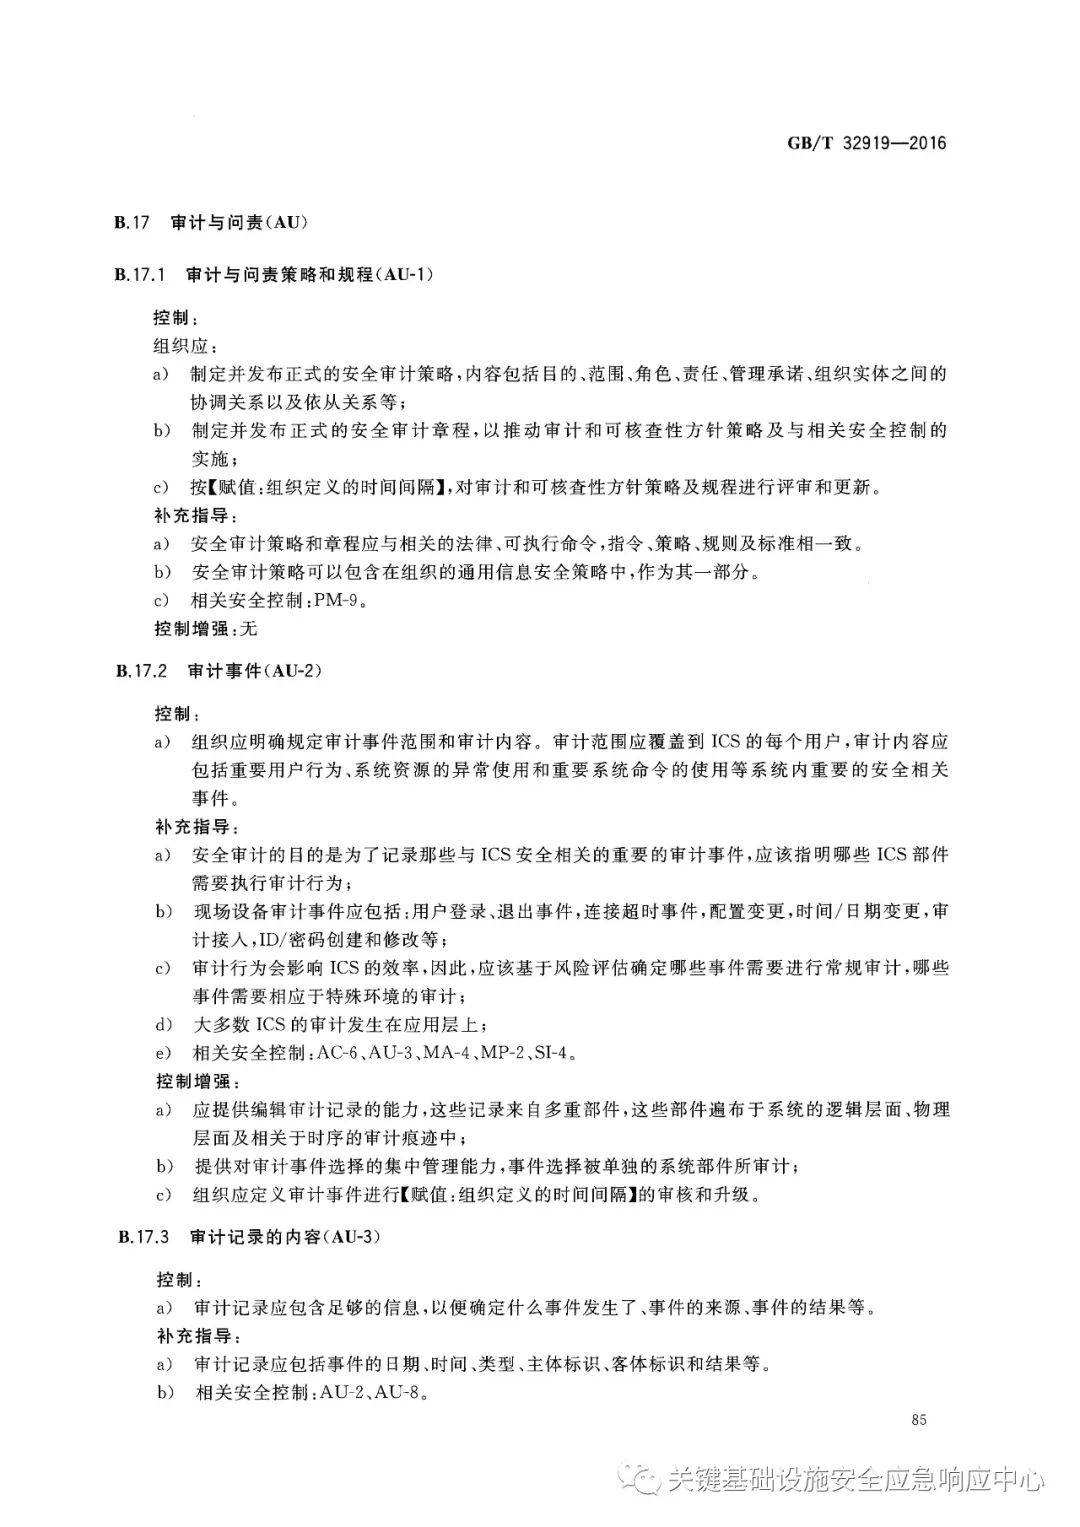 GB/T 32919—2016
B.17 审计与问责(AU)
B.17.1 审计与问责策略和规程(AU-1)
控制:
组织应:
a) 制定并发布正式的安全审计策略,内容包括目的、范围、角色、责任、管理承诺、组织实体之间的
协调关系以及依从关系等;
b) 制定并发布正式的安全审计章程,以推动审计和可核查性方针策略及与相关安全控制的
实施;
c) 按【赋值:组织定义的时间间隔】,对审计和可核查性方针策略及规程进行评审和更新。
补充指导:
a) 安全审计策略和章程应与相关的法律、可执行命令,指令、策略、规则及标准相一致。
b) 安全审计策略可以包含在组织的通用信息安全策略中,作为其一部分。
c) 相关安全控制:PM-9。
控制增强:无
B.17.2 审计事件(AU-2)
控制:
a) 组织应明确规定审计事件范围和审计内容。审计范围应覆盖到 ICS 的每个用户,审计内容应
包括重要用户行为、系统资源的异常使用和重要系统命令的使用等系统内重要的安全相关
事件。
补充指导:
a) 安全审计的目的是为了记录那些与 ICS 安全相关的重要的审计事件,应该指明哪些 ICS 部件
需要执行审计行为;
b) 现场设备审计事件应包括:用户登录、退出事件,连接超时事件,配置变更,时间/日期变更,审
计接入,ID/密码创建和修改等;
c) 审计行为会影响 ICS 的效率,因此,应该基于风险评估确定哪些事件需要进行常规审计,哪些
事件需要相应于特殊环境的审计;
d) 大多数 ICS 的审计发生在应用层上;
e) 相关安全控制:AC-6、AU-3、MA-4、MP-2、SI-4。
控制增强:
a) 应提供编辑审计记录的能力,这些记录来自多重部件,这些部件遍布于系统的逻辑层面、物理
层面及相关于时序的审计痕迹中;
b) 提供对审计事件选择的集中管理能力,事件选择被单独的系统部件所审计;
c) 组织应定义审计事件进行【赋值:组织定义的时间间隔】的审核和升级。
B.17.3 审计记录的内容(AU-3)
控制:
a) 审计记录应包含足够的信息,以便确定什么事件发生了、事件的来源、事件的结果等。
补充指导:
a) 审计记录应包括事件的日期、时间、类型、主体标识、客体标识和结果等。
b) 相关安全控制:AU-2、AU-8。
85
关键基础设施安全应急响应中心